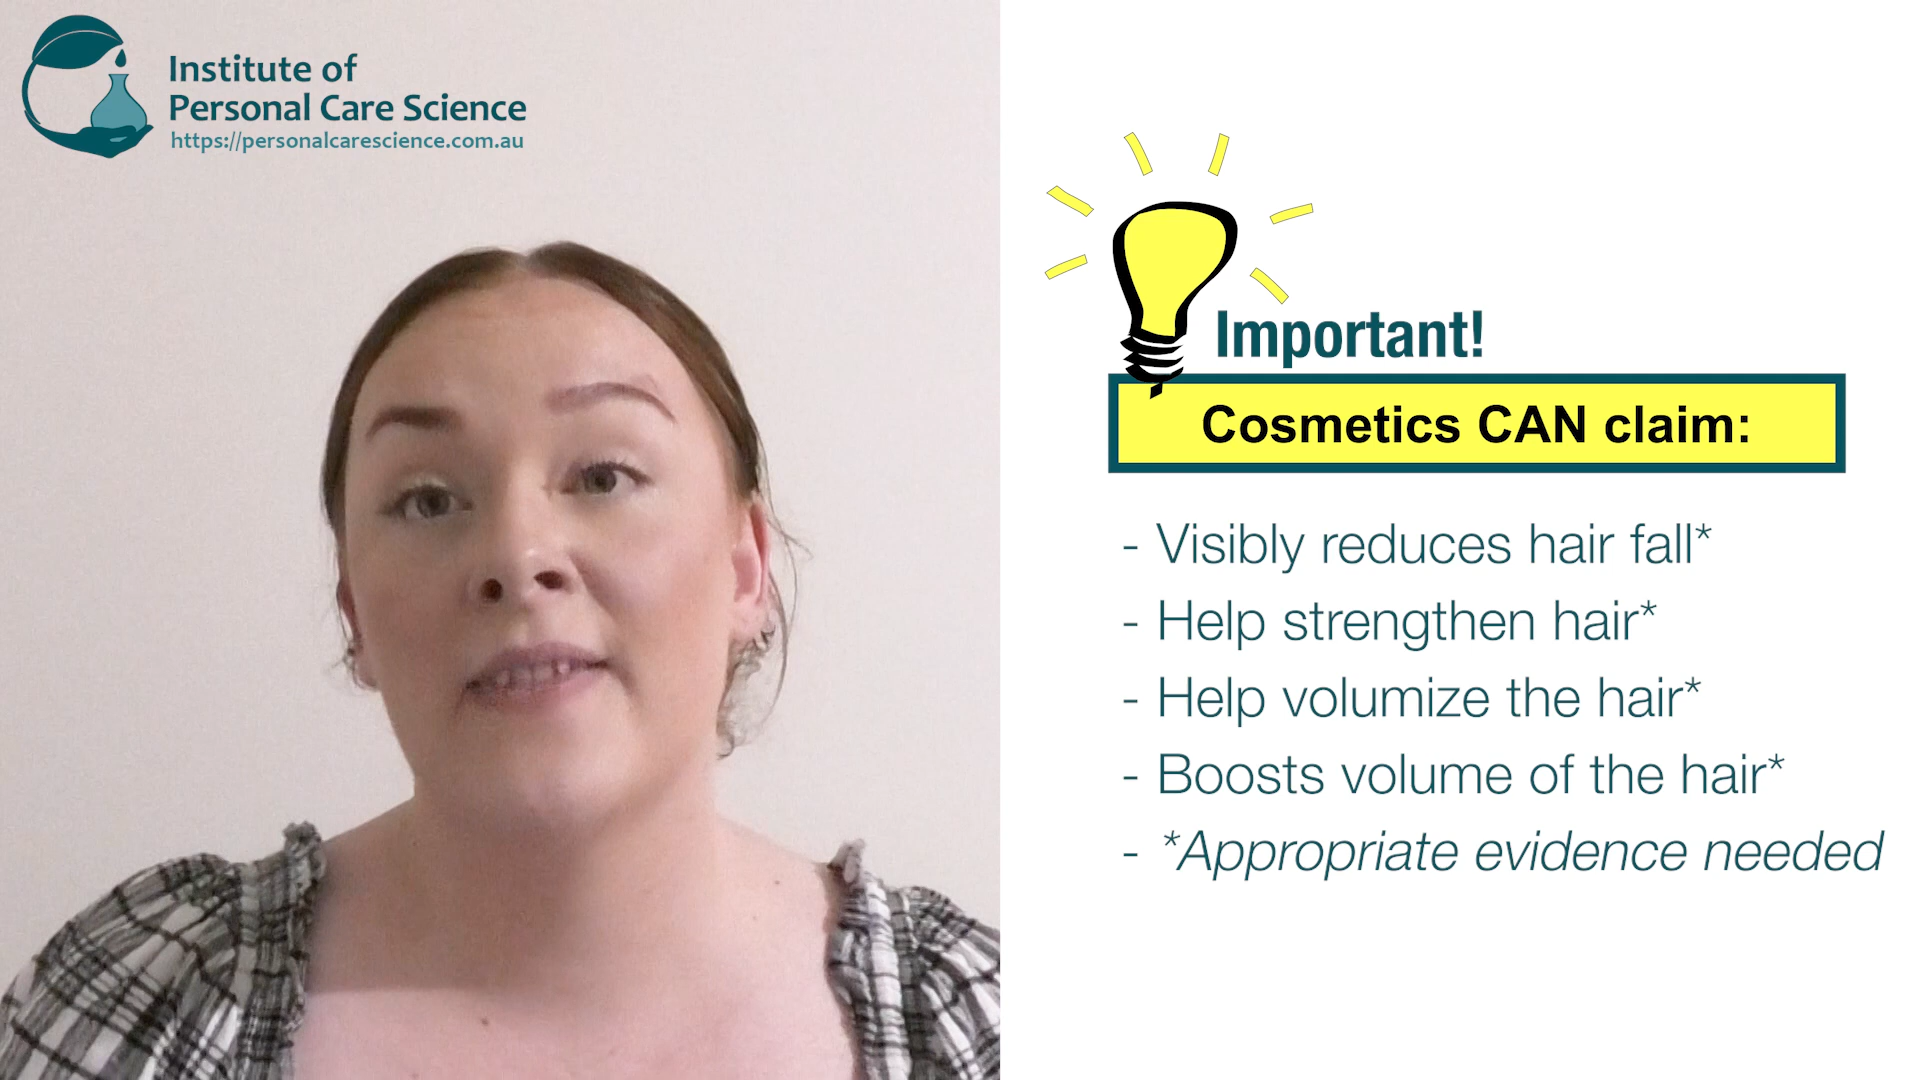 Institute of
Personal Care Science
https://personalcarescience.com.au
Important!
Cosmetics CAN claim:
- Visibly reduces hair fall*
- Help strengthen hair*
- Help volumize the hair*
- Boosts volume of the hair*
- *Appropriate evidence needed